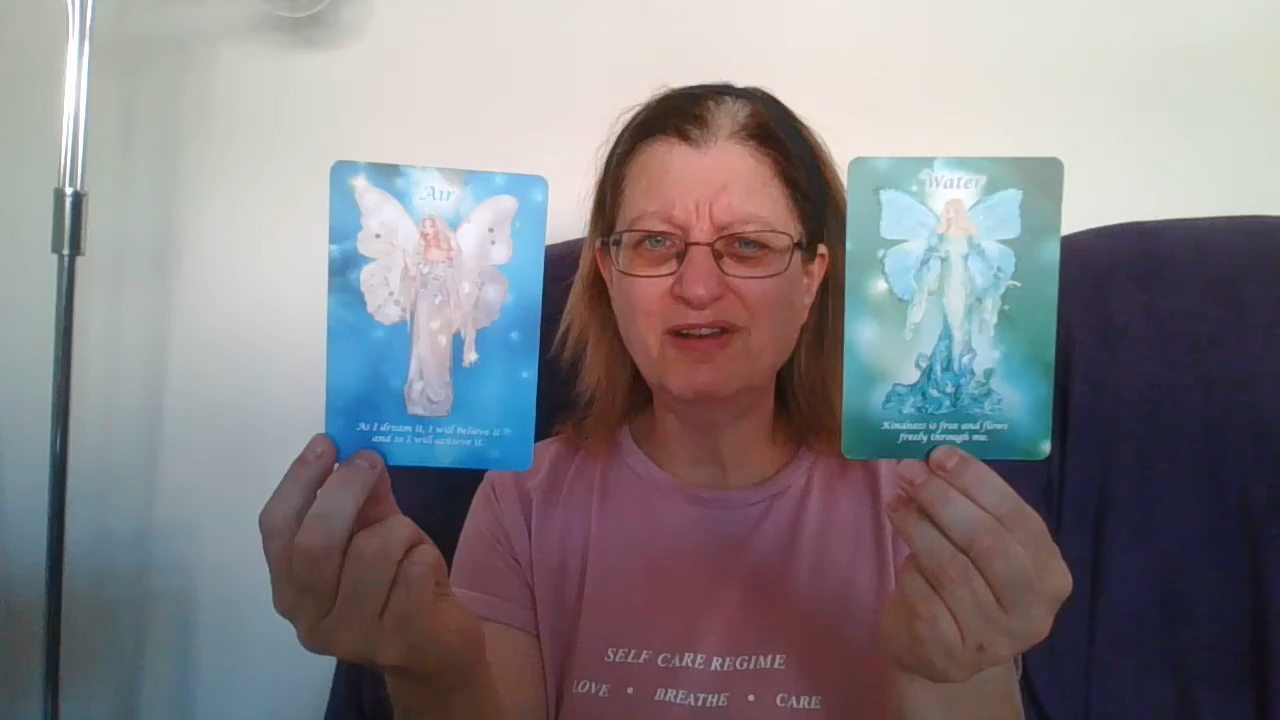 Air
As I dream it, I will believe it
and so I will achieve it.
Water
Kindness is free and flows
freely through me.
SELF CARE REGIME
LOVE • BREATHE • CARE